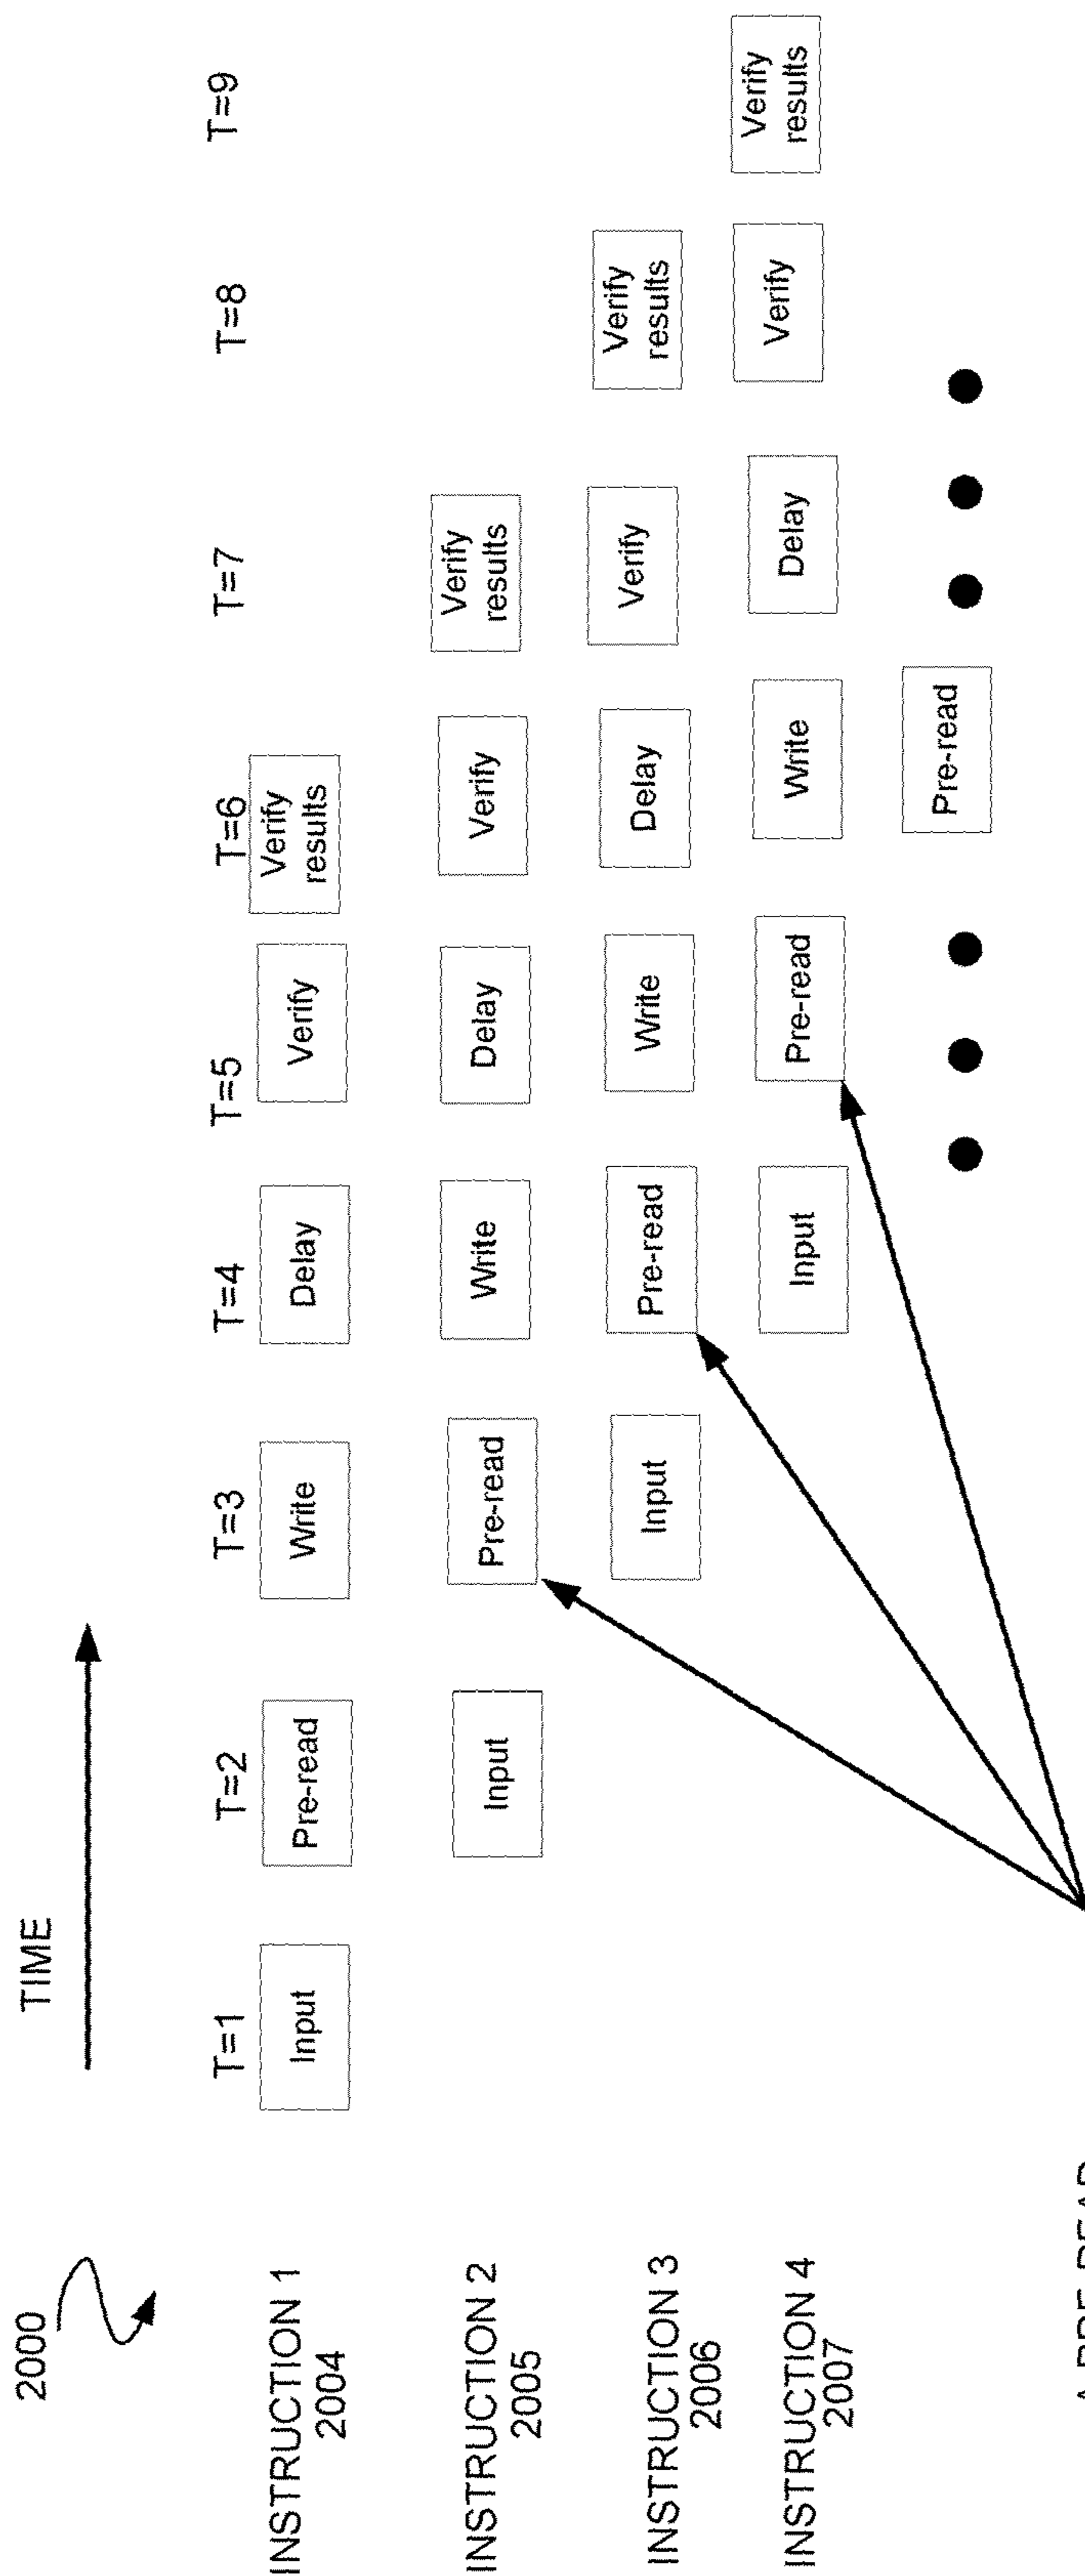 2000
TIME
T=1 T=2 T=3 T=4 T=5 T=6 T=7 T=8 T=9
INSTRUCTION 1
2004
Input Pre-read Write Delay Verify Verify
results
INSTRUCTION 2
2005
Input Pre-read Write Delay Verify Verify
results
INSTRUCTION 3
2006
Input Pre-read Write Delay Verify Verify
results
INSTRUCTION 4
2007
Input Pre-read Write Delay Verify Verify
results
Pre-read